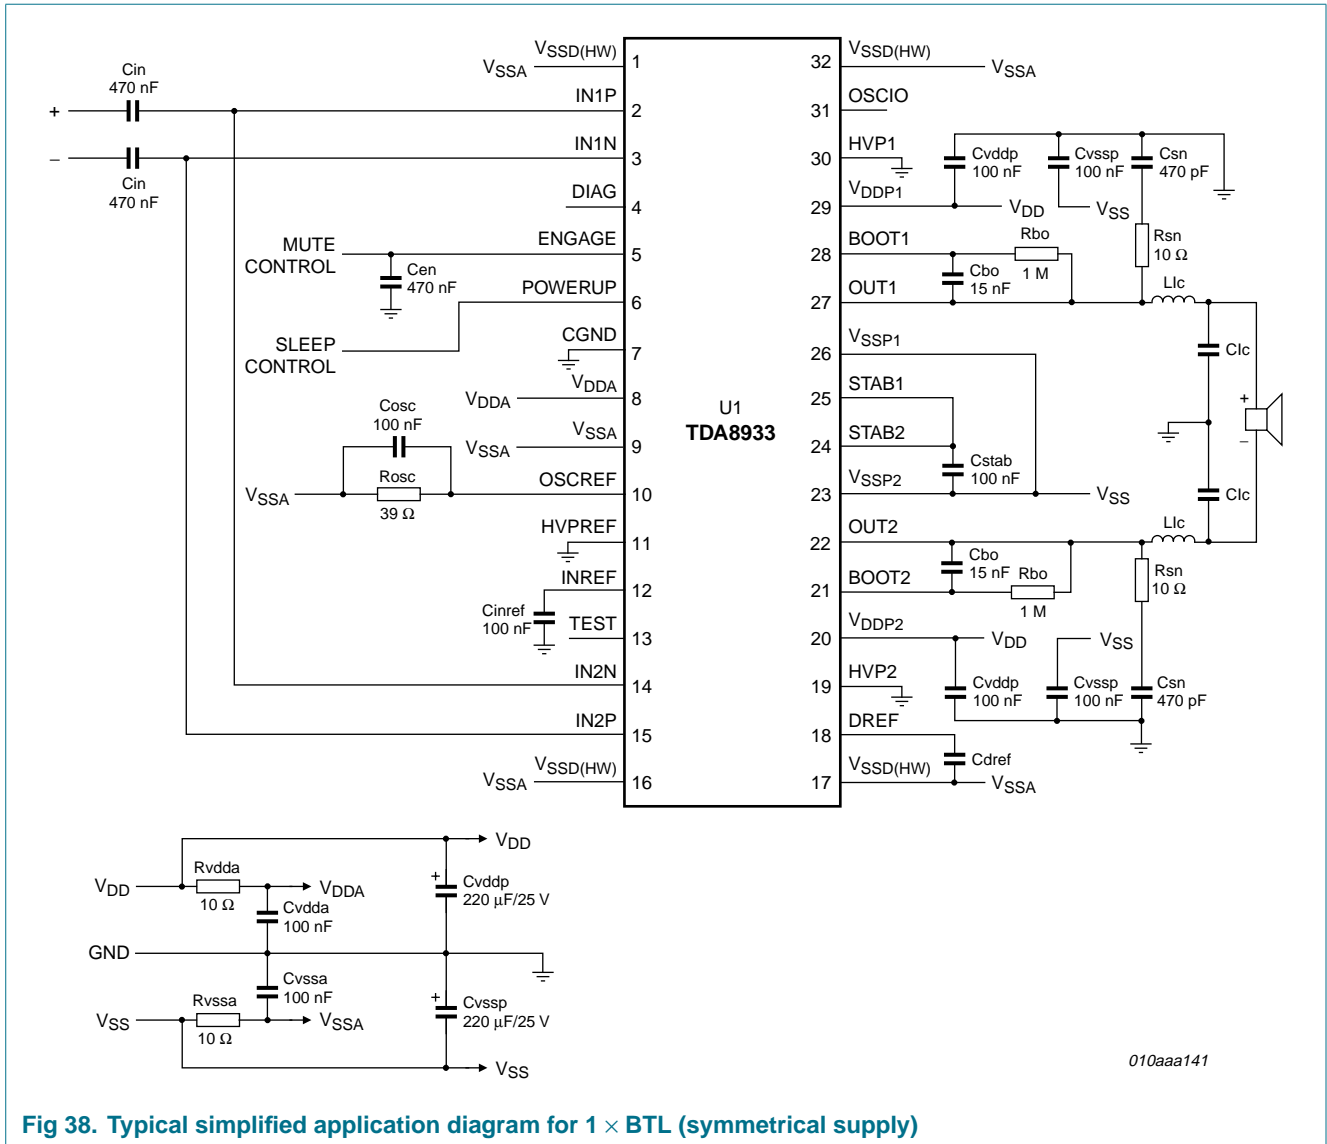 Cin
470 nF
+
−
Cin
470 nF
VSSA
VSSD(HW)
1
IN1P
2
IN1N
3
DIAG
4
MUTE
CONTROL
ENGAGE
5
Cen
470 nF
POWERUP
6
SLEEP
CONTROL
CGND
7
VDDA
VDDA
8
Cosc
100 nF
VSSA
VSSA
9
VSSA
Rosc
39 Ω
OSCREF
10
HVPREF
11
INREF
12
Cinref
100 nF
TEST
13
IN2N
14
IN2P
15
VSSA
VSSD(HW)
16
U1
TDA8933
32
VSSD(HW)
VSSA
31
OSCIO
30
HVP1
Cvddp
100 nF
Cvssp
100 nF
Csn
470 pF
29
VDDP1
VDD
VSS
28
BOOT1
Rbo
1 M
Rsn
10 Ω
Cbo
15 nF
27
OUT1
Llc
26
VSSP1
Clc
25
STAB1
+
−
24
STAB2
Cstab
100 nF
23
VSSP2
VSS
Clc
22
OUT2
Llc
Cbo
15 nF
Rbo
1 M
Rsn
10 Ω
21
BOOT2
20
VDDP2
VDD
VSS
19
HVP2
Cvddp
100 nF
Cvssp
100 nF
Csn
470 pF
18
DREF
Cdref
17
VSSD(HW)
VSSA
VDD
VDD
Rvdda
10 Ω
VDDA
Cvdda
100 nF
+
Cvddp
220 μF/25 V
GND
Cvssa
100 nF
+
Cvssp
220 μF/25 V
VSS
Rvssa
10 Ω
VSSA
VSS
010aaa141
Fig 38. Typical simplified application diagram for 1 × BTL (symmetrical supply)